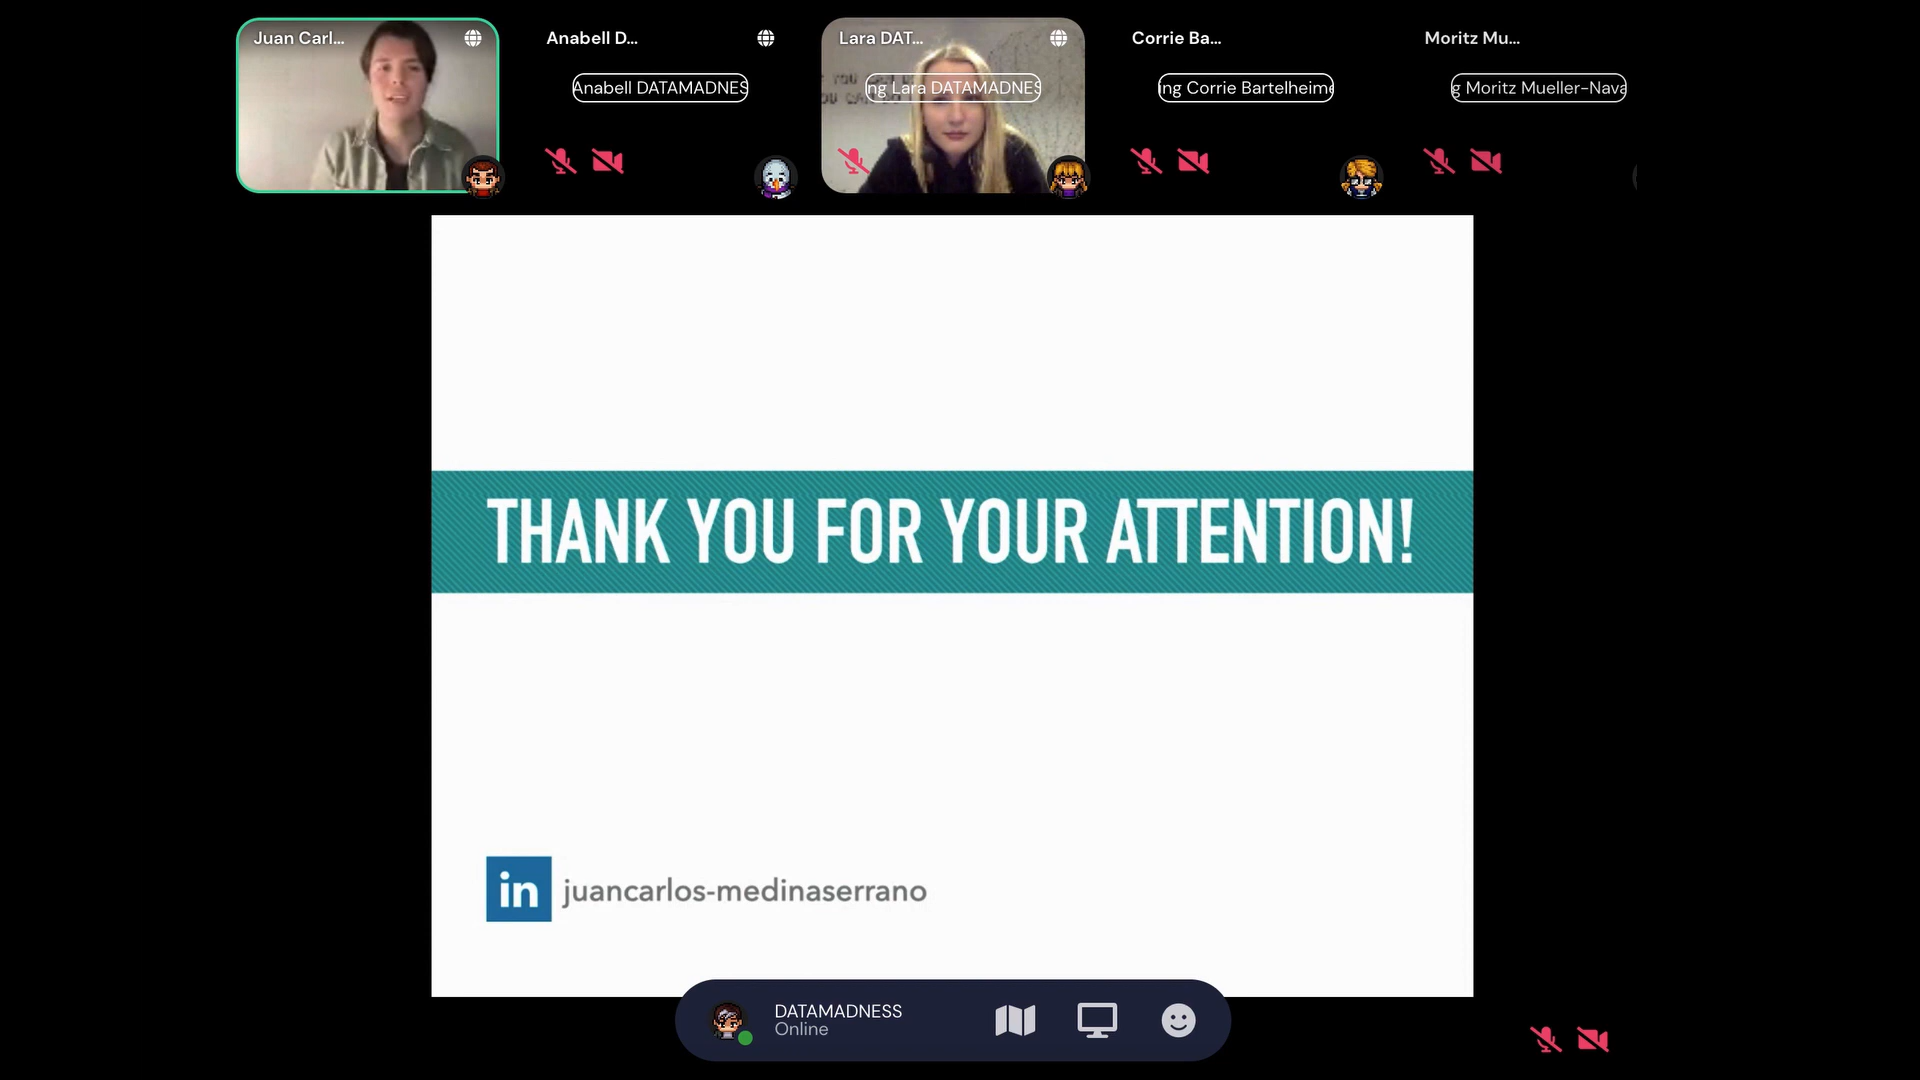 Juan Carl...
Anabell D...
Lara DAT...
Corrie Ba...
Moritz Mu...
Anabell DATAMADNES
ng Lara DATAMADNES
ing Corrie Bartelheime
g Moritz Mueller-Nava
THANK YOU FOR YOUR ATTENTION!
in juancarlos-medinaserrano
DATAMADNESS
Online